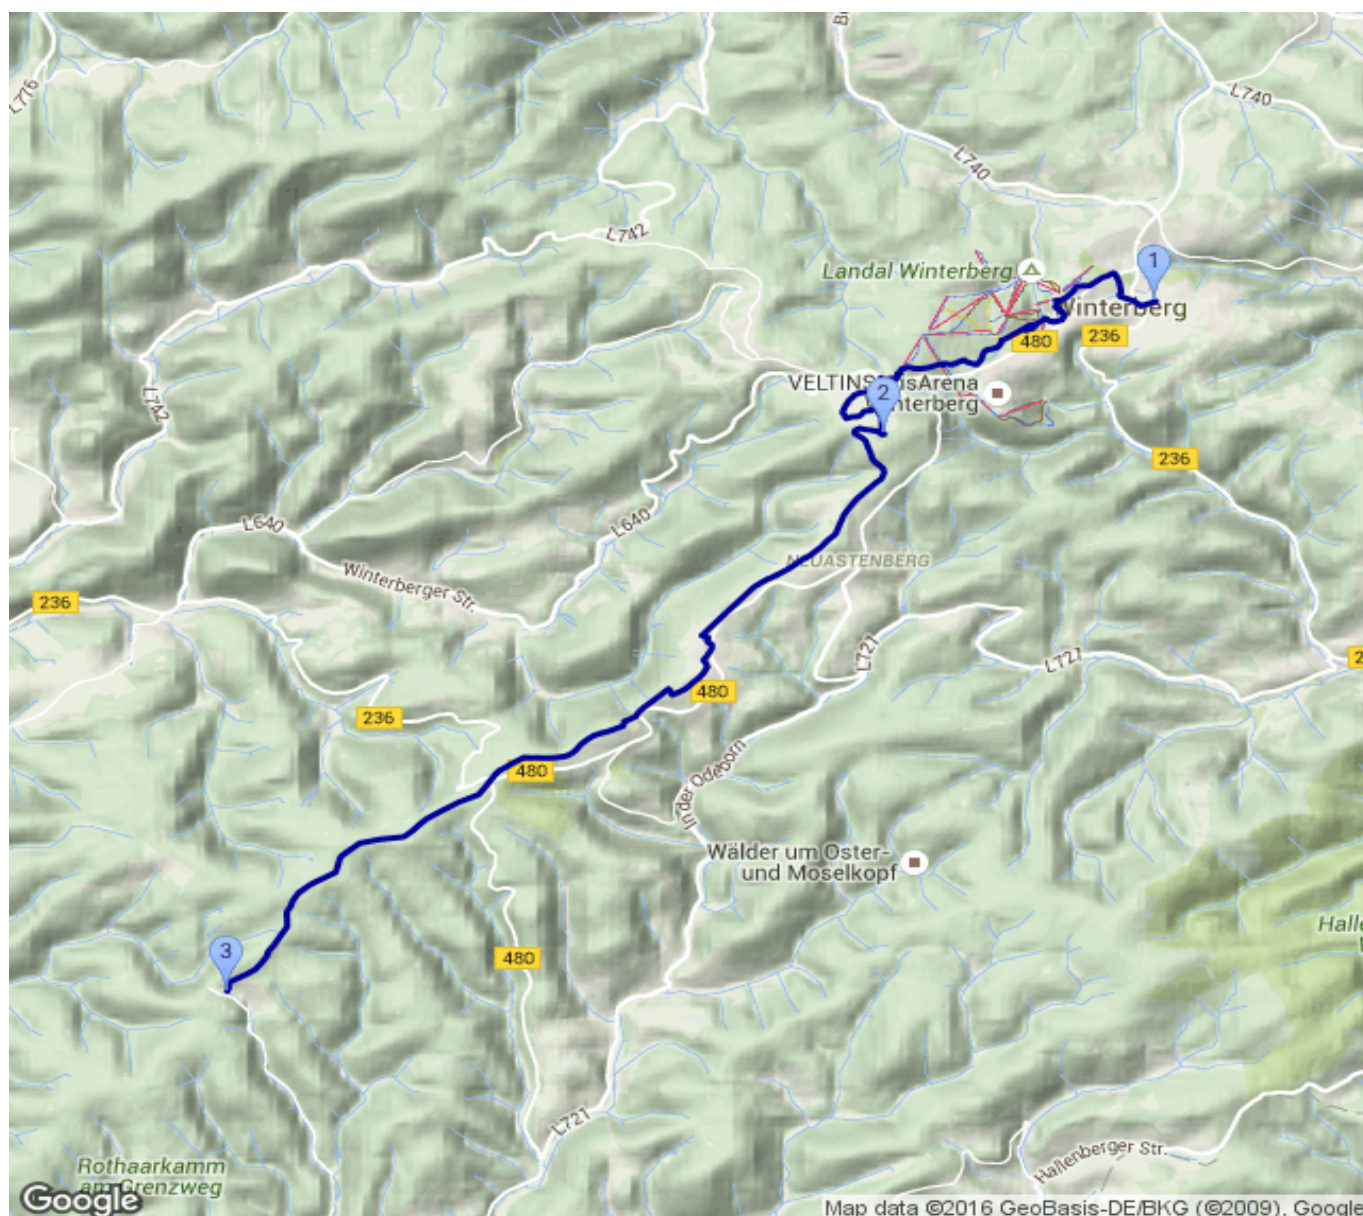 L716
L740
L740
L742
1
Landal Winterberg
Winterberg
236
480
VELTINS
isArena
2
nterberg
L742
236
L640
L640
NEUASTENBERG
Winterberger Str.
236
L721
L721
480
236
In der Odeborn
480
Wälder um Oster-
und Moselkopf
3
480
Halle
L721
Hallenberger Str.
Rothaarkamm
am Grenzweg
Google
Map data ©2016 GeoBasis-DE/BKG (©2009), Google